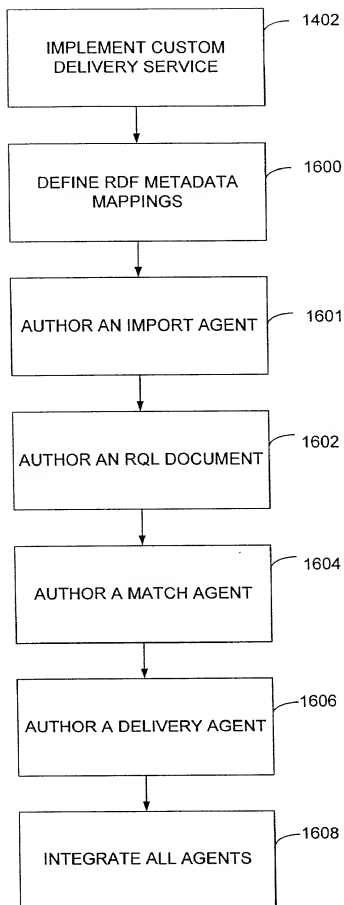 IMPLEMENT CUSTOM
DELIVERY SERVICE
1402
DEFINE RDF METADATA
MAPPINGS
1600
AUTHOR AN IMPORT AGENT
1601
AUTHOR AN RQL DOCUMENT
1602
AUTHOR A MATCH AGENT
1604
AUTHOR A DELIVERY AGENT
1606
INTEGRATE ALL AGENTS
1608